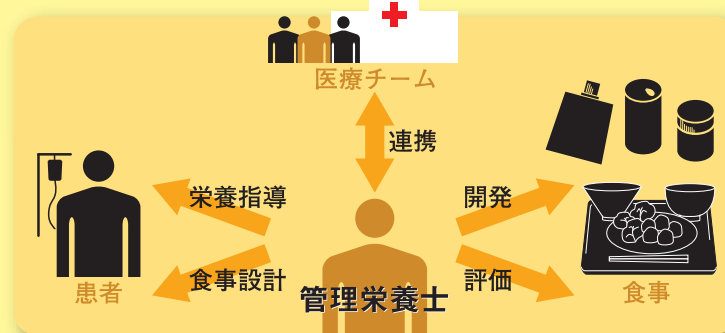 医療チーム
連携
栄養指導
開発
食事設計
評価
患者
管理栄養士
食事